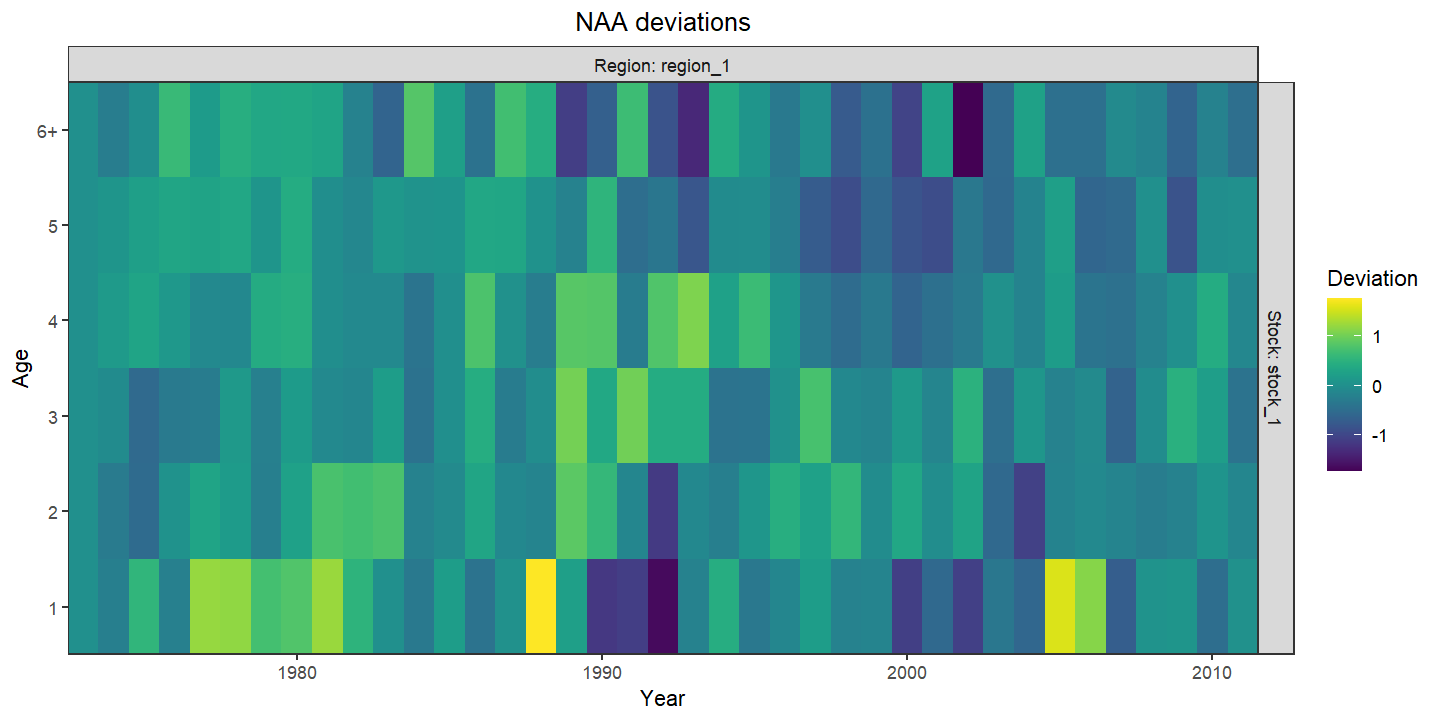 NAA deviations
Region: region_1
Stock: stock_1
Age
6+
5
4
3
2
1
1980
1990
2000
2010
Year
Deviation
1
0
-1